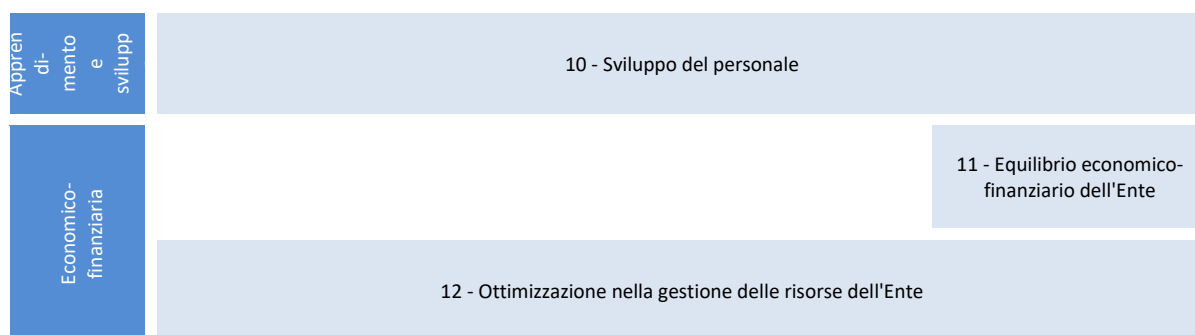 Appren
di-
mento
e
svilupp
10 - Sviluppo del personale
Economico-
finanziaria
11 - Equilibrio economico-
finanziario dell'Ente
12 - Ottimizzazione nella gestione delle risorse dell'Ente